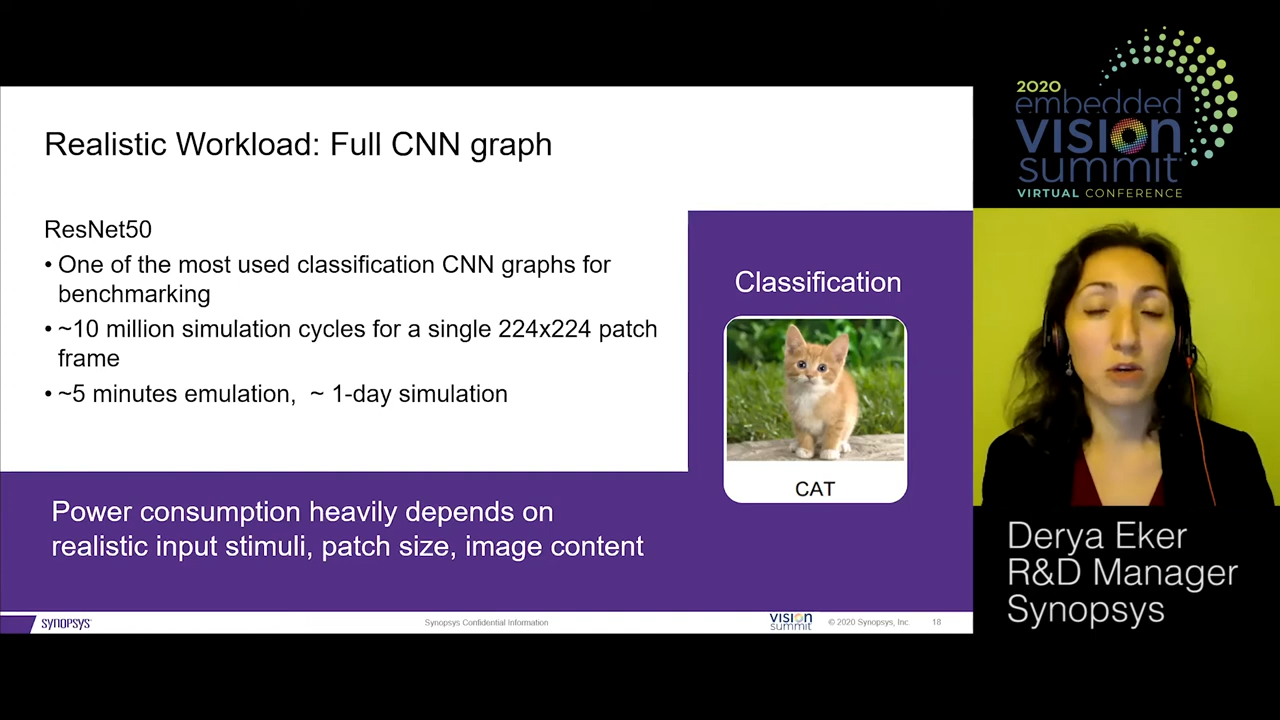 Realistic Workload: Full CNN graph
ResNet50
• One of the most used classification CNN graphs for
benchmarking
• ~10 million simulation cycles for a single 224x224 patch
frame
• ~5 minutes emulation,  ~ 1-day simulation
Classification
CAT
Power consumption heavily depends on
realistic input stimuli, patch size, image content
SYNOPSYS
Synopsys Confidential Information
VISION
summit
© 2020 Synopsys, Inc.
18
2020
embedded
VISION
summit
VIRTUAL CONFERENCE
Derya Eker
R&D Manager
Synopsys